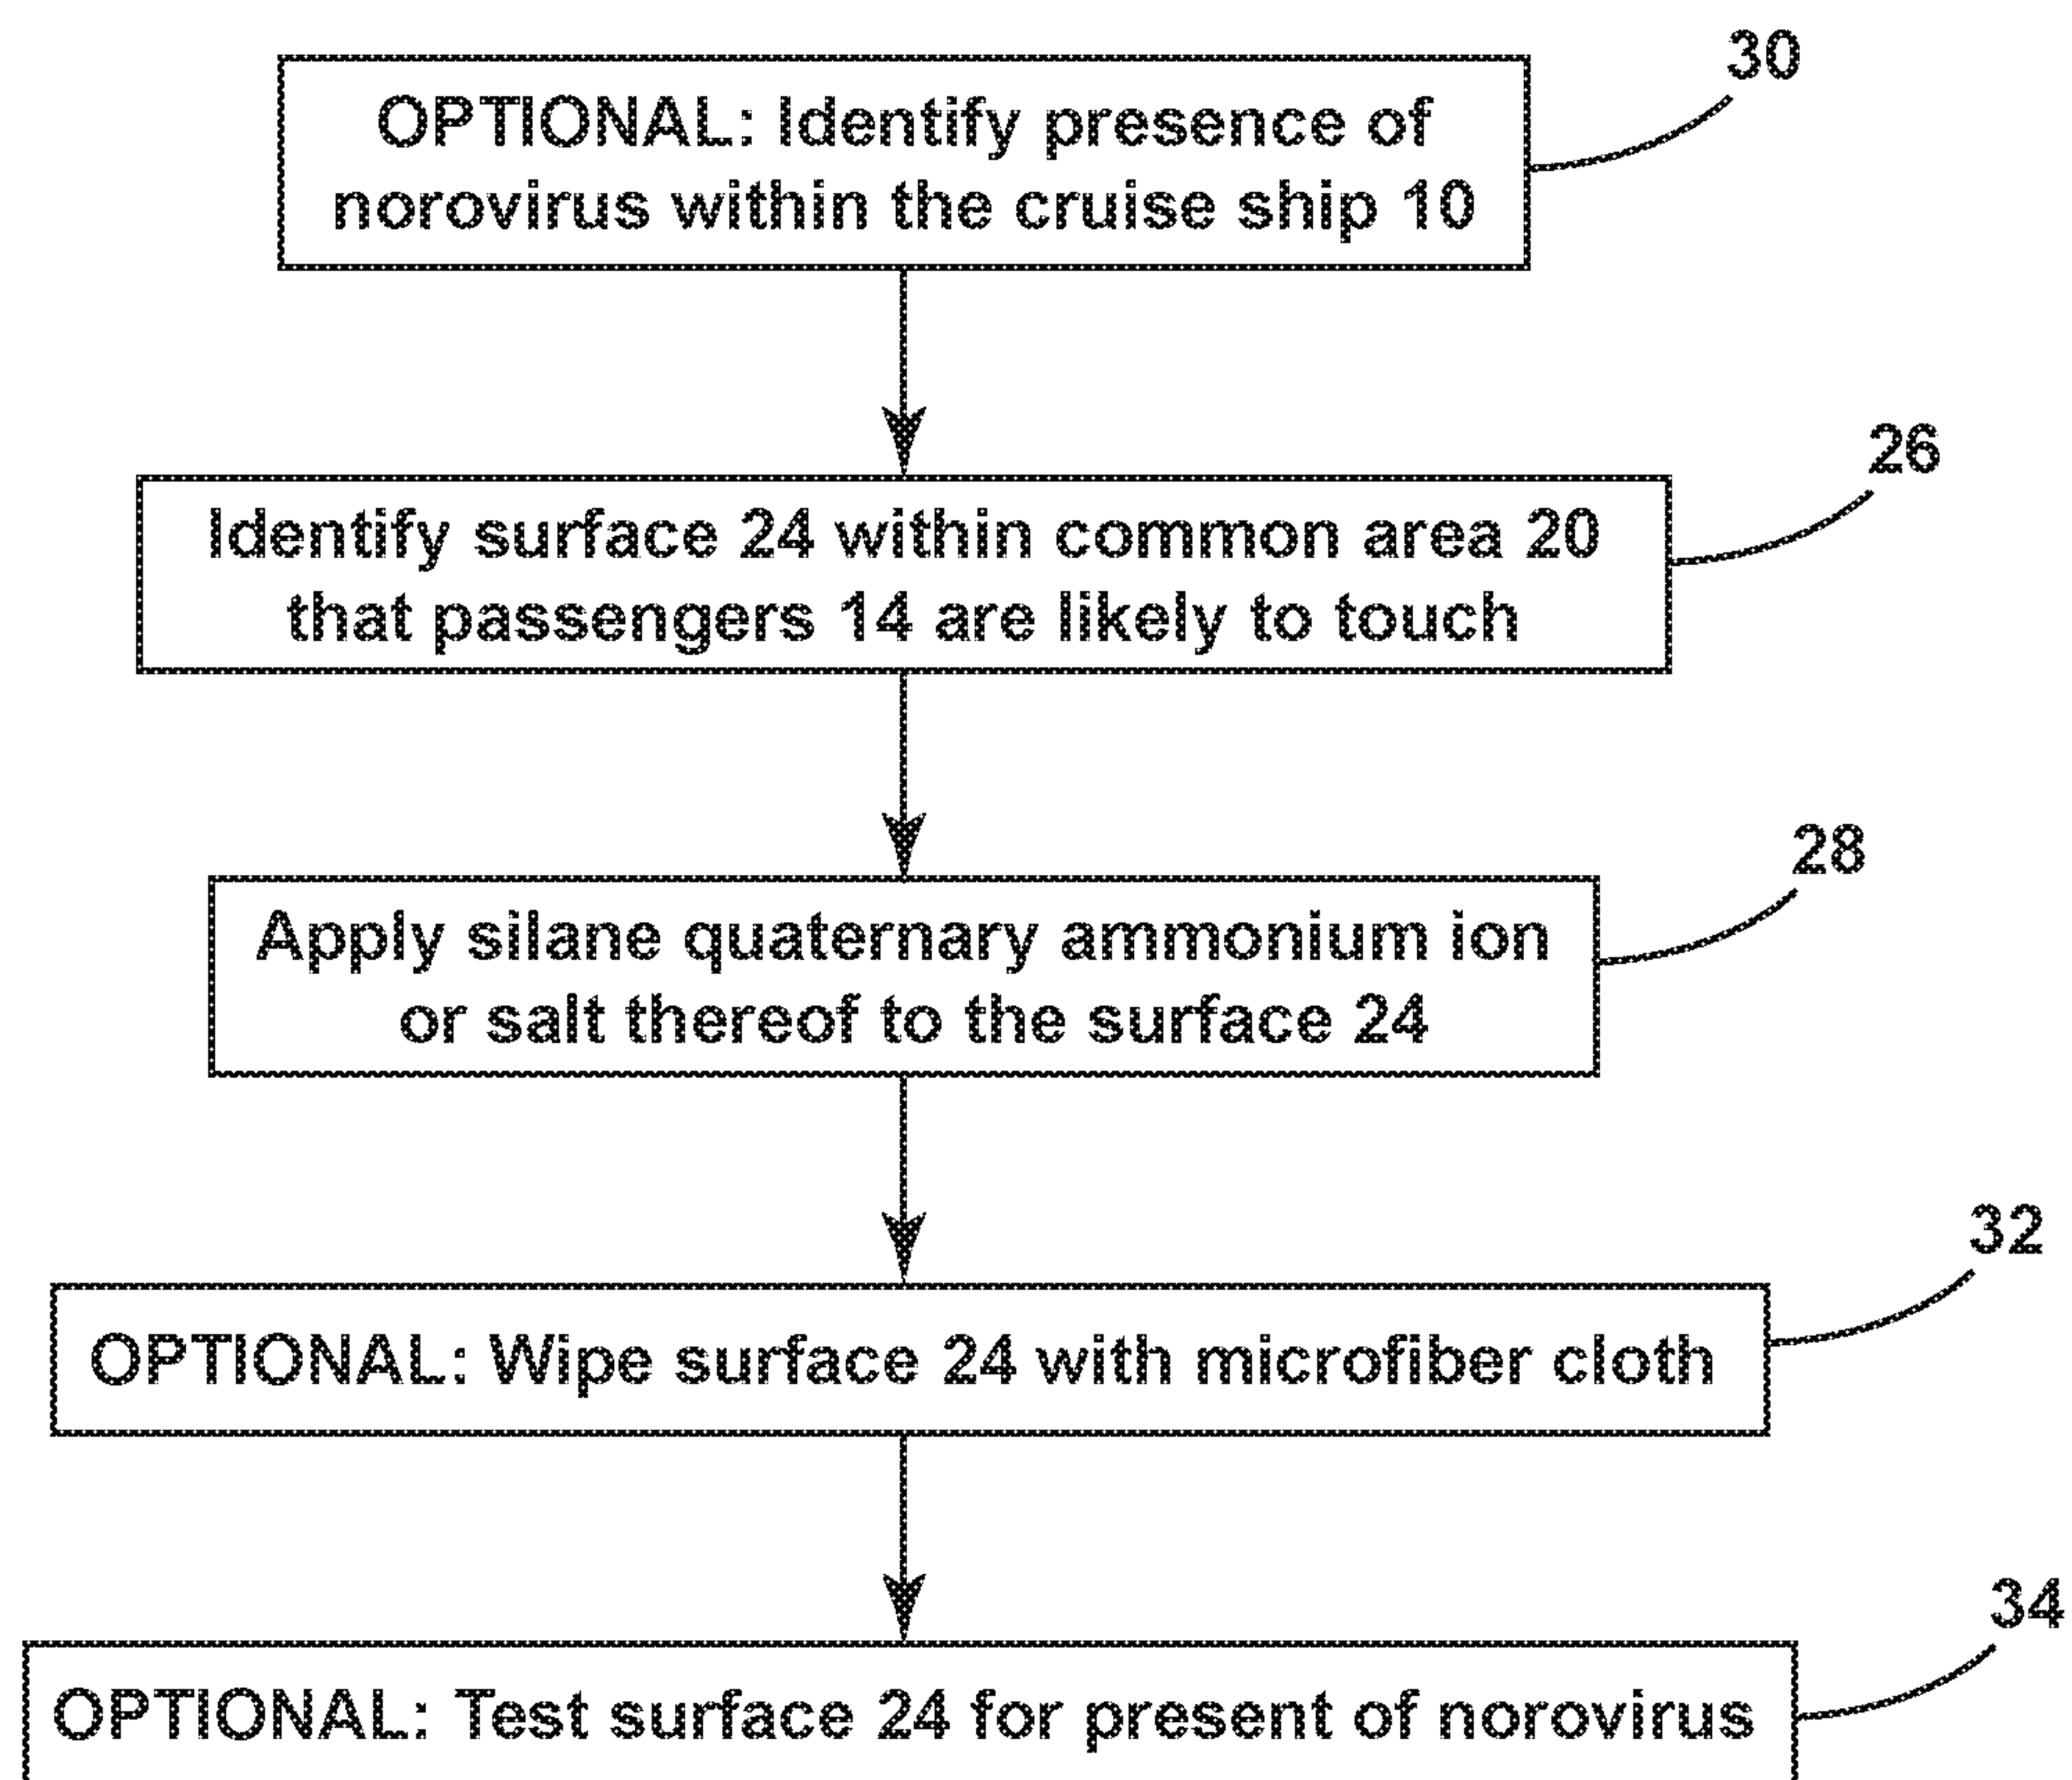 30
OPTIONAL: Identify presence of
norovirus within the cruise ship 10
26
Identify surface 24 within common area 20
that passengers 14 are likely to touch
28
Apply silane quaternary ammonium ion
or salt thereof to the surface 24
32
OPTIONAL: Wipe surface 24 with microfiber cloth
34
OPTIONAL: Test surface 24 for present of norovirus